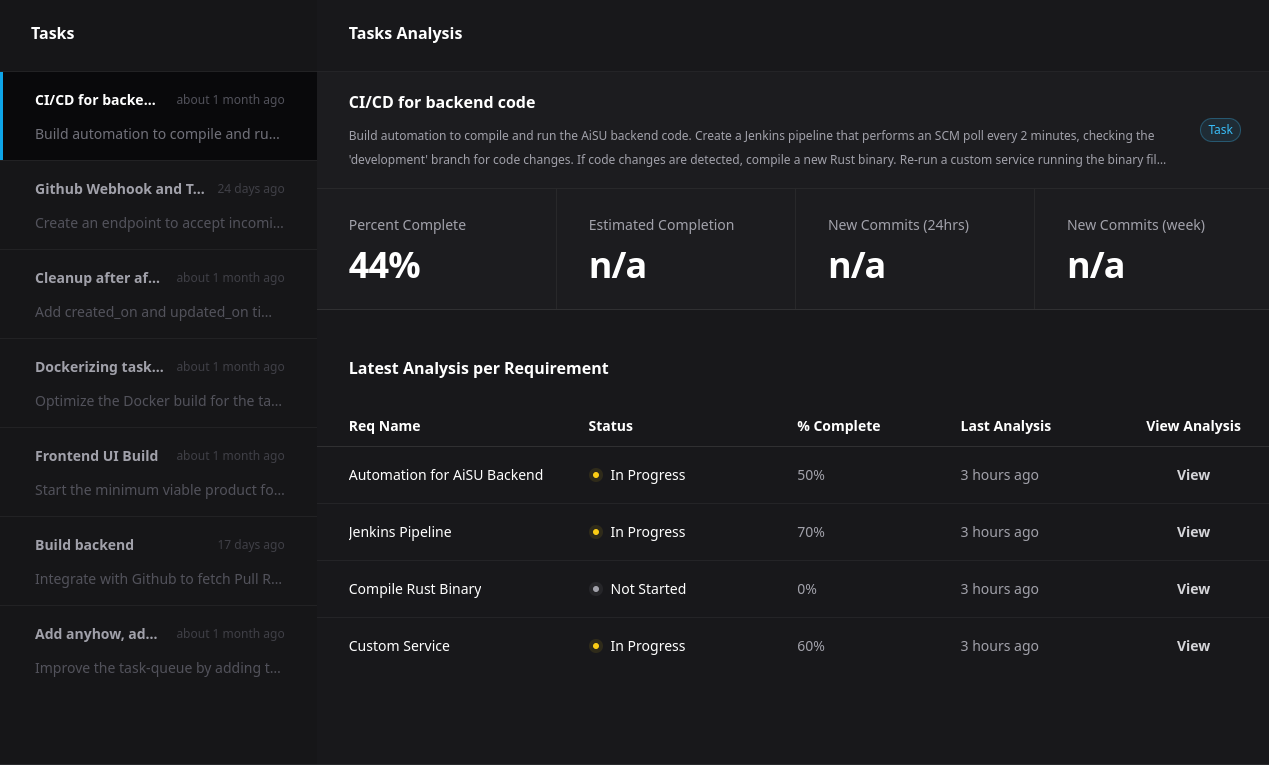 Tasks
CI/CD for backe... about 1 month ago
Build automation to compile and ru...
Github Webhook and T... 24 days ago
Create an endpoint to accept incomi...
Cleanup after af... about 1 month ago
Add created_on and updated_on ti...
Dockerizing task... about 1 month ago
Optimize the Docker build for the ta...
Frontend UI Build about 1 month ago
Start the minimum viable product fo...
Build backend 17 days ago
Integrate with Github to fetch Pull R...
Add anyhow, ad... about 1 month ago
Improve the task-queue by adding t...
Tasks Analysis
CI/CD for backend code
Build automation to compile and run the AiSU backend code. Create a Jenkins pipeline that performs an SCM poll every 2 minutes, checking the
'development' branch for code changes. If code changes are detected, compile a new Rust binary. Re-run a custom service running the binary fil...
Task
Percent Complete Estimated Completion New Commits (24hrs) New Commits (week)
44% n/a n/a n/a
Latest Analysis per Requirement
Req Name Status % Complete Last Analysis View Analysis
Automation for AiSU Backend In Progress 50% 3 hours ago View
Jenkins Pipeline In Progress 70% 3 hours ago View
Compile Rust Binary Not Started 0% 3 hours ago View
Custom Service In Progress 60% 3 hours ago View